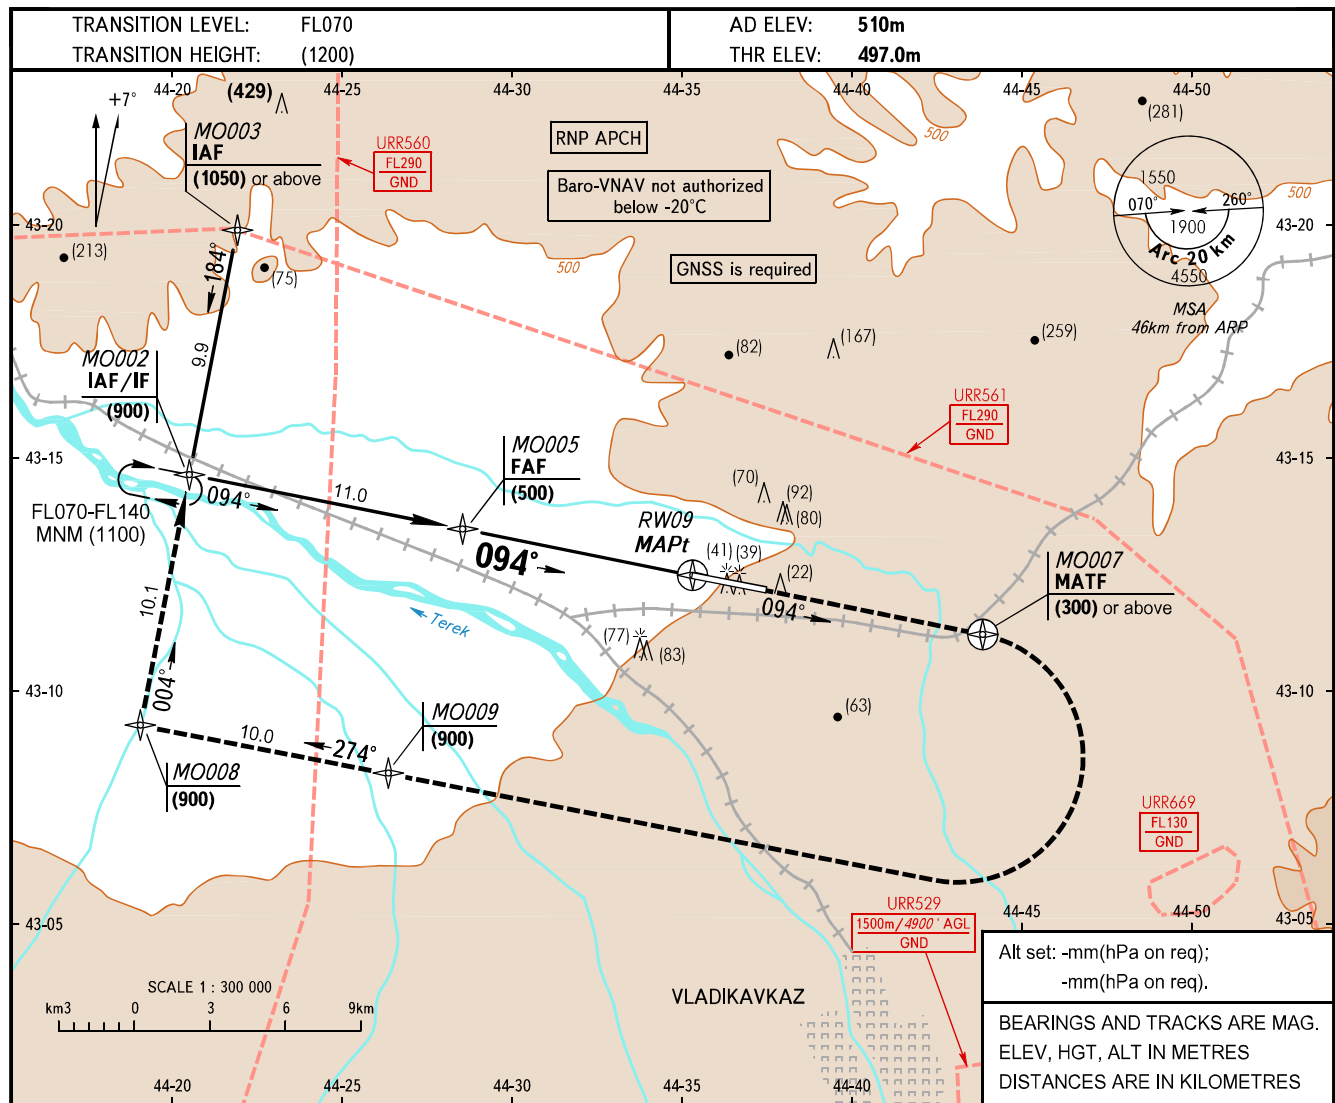 TRANSITION LEVEL: FL070
TRANSITION HEIGHT: (1200)
AD ELEV: 510m
THR ELEV: 497.0m
44-20
44-25
44-30
44-35
44-40
44-45
44-50
+7°
(429)
MO003
IAF
(1050) or above
URR560
FL290
GND
RNP APCH
Baro-VNAV not authorized
below -20°C
GNSS is required
500
500
500
(281)
1550
070°
260°
1900
Arc 20 km
4550
MSA
46km from ARP
43-20
43-20
(213)
(75)
184°
9.9
(82)
(167)
(259)
MO002
IAF/IF
(900)
URR561
FL290
GND
43-15
43-15
MO005
FAF
(500)
11.0
094°
FL070-FL140
MNM (1100)
(70)
(92)
(80)
RW09
MAPt
(41)
(39)
(22)
094°
094°
MO007
MATF
(300) or above
10.1
004°
Terek
(77)
(83)
(63)
43-10
43-10
MO009
(900)
10.0
274°
MO008
(900)
URR669
FL130
GND
43-05
43-05
44-45
44-50
URR529
1500m/4900' AGL
GND
Alt set: -mm(hPa on req);
-mm(hPa on req).
SCALE 1 : 300 000
km3 0 3 6 9km
VLADIKAVKAZ
BEARINGS AND TRACKS ARE MAG.
ELEV, HGT, ALT IN METRES
DISTANCES ARE IN KILOMETRES
44-20
44-25
44-30
44-35
44-40